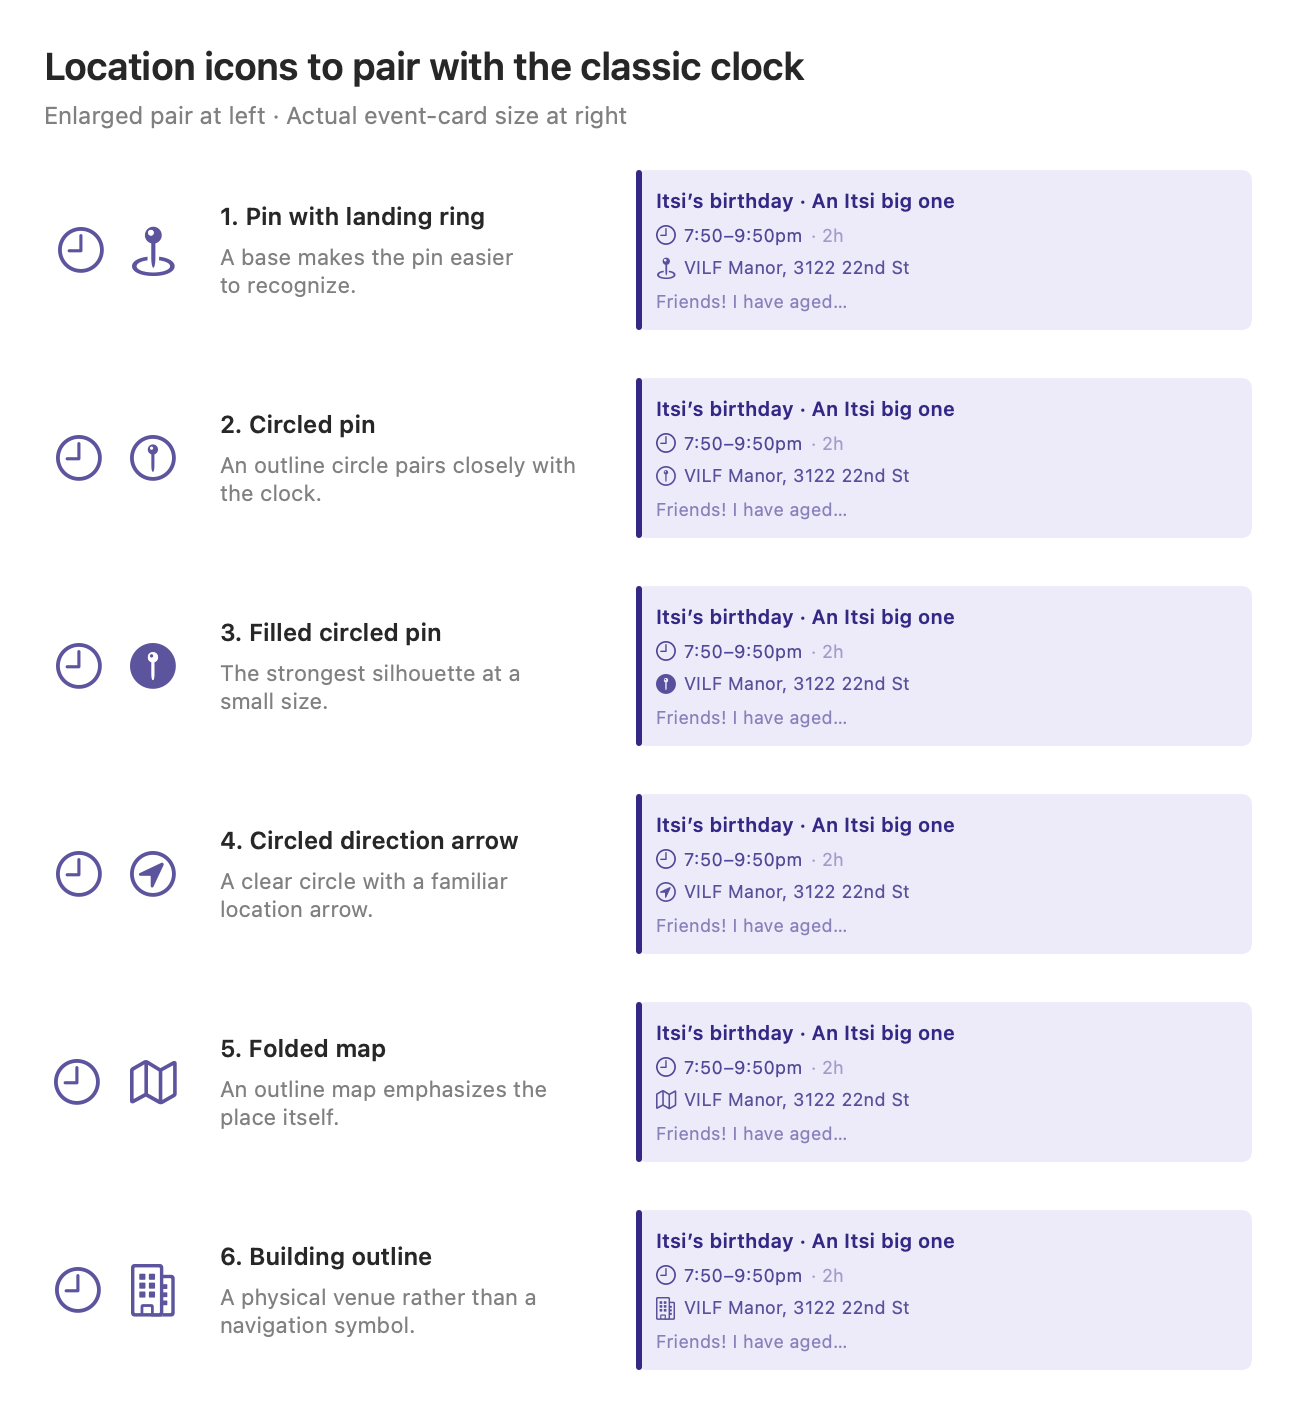 Location icons to pair with the classic clock
Enlarged pair at left · Actual event-card size at right
1. Pin with landing ring
A base makes the pin easier
to recognize.
Itsi’s birthday · An Itsi big one
7:50–9:50pm · 2h
VILF Manor, 3122 22nd St
Friends! I have aged…
2. Circled pin
An outline circle pairs closely with
the clock.
Itsi’s birthday · An Itsi big one
7:50–9:50pm · 2h
VILF Manor, 3122 22nd St
Friends! I have aged…
3. Filled circled pin
The strongest silhouette at a
small size.
Itsi’s birthday · An Itsi big one
7:50–9:50pm · 2h
VILF Manor, 3122 22nd St
Friends! I have aged…
4. Circled direction arrow
A clear circle with a familiar
location arrow.
Itsi’s birthday · An Itsi big one
7:50–9:50pm · 2h
VILF Manor, 3122 22nd St
Friends! I have aged…
5. Folded map
An outline map emphasizes the
place itself.
Itsi’s birthday · An Itsi big one
7:50–9:50pm · 2h
VILF Manor, 3122 22nd St
Friends! I have aged…
6. Building outline
A physical venue rather than a
navigation symbol.
Itsi’s birthday · An Itsi big one
7:50–9:50pm · 2h
VILF Manor, 3122 22nd St
Friends! I have aged…